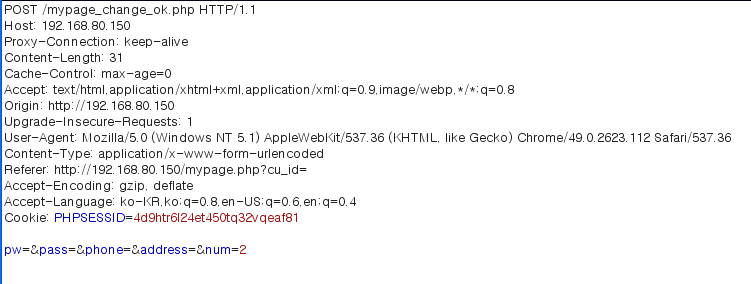 POST /mypage_change_ok.php HTTP/1.1
Host: 192.168.80.150
Proxy-Connection: keep-alive
Content-Length: 31
Cache-Control: max-age=0
Accept: text/html,application/xhtml+xml,application/xml;q=0.9,image/webp,*/*;q=0.8
Origin: http://192.168.80.150
Upgrade-Insecure-Requests: 1
User-Agent: Mozilla/5.0 (Windows NT 5.1) AppleWebKit/537.36 (KHTML, like Gecko) Chrome/49.0.2623.112 Safari/537.36
Content-Type: application/x-www-form-urlencoded
Referer: http://192.168.80.150/mypage.php?cu_id=
Accept-Encoding: gzip, deflate
Accept-Language: ko-KR,ko;q=0.8,en-US;q=0.6,en;q=0.4
Cookie: PHPSESSID=4d9htr6l24et450tq32vqeaf81
pw=&pass=&phone=&address=&num=2